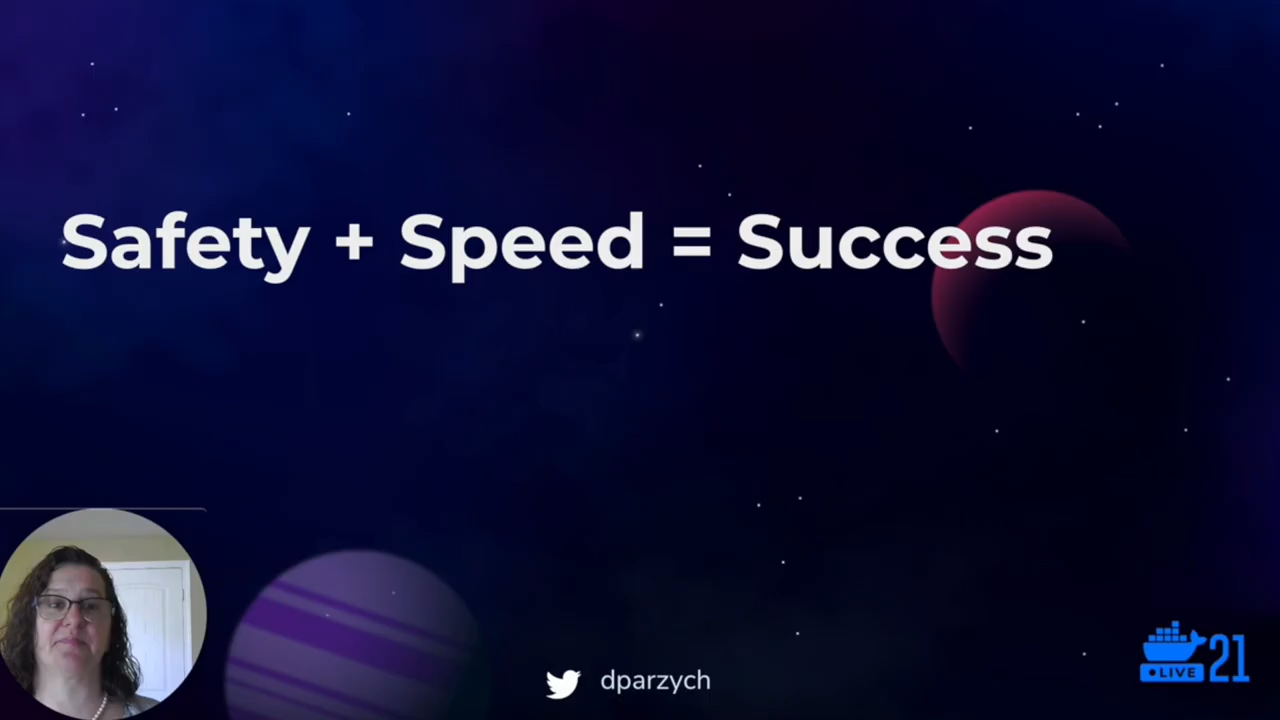 Safety + Speed = Success
dparzych
LIVE 21